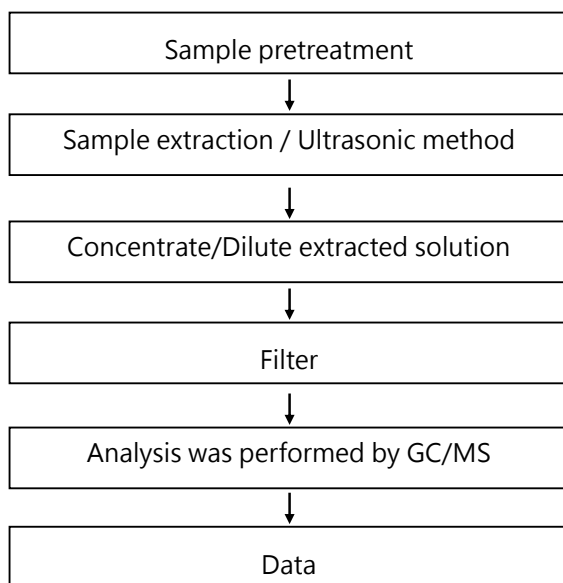 Sample pretreatment
Sample extraction / Ultrasonic method
Concentrate/Dilute extracted solution
Filter
Analysis was performed by GC/MS
Data